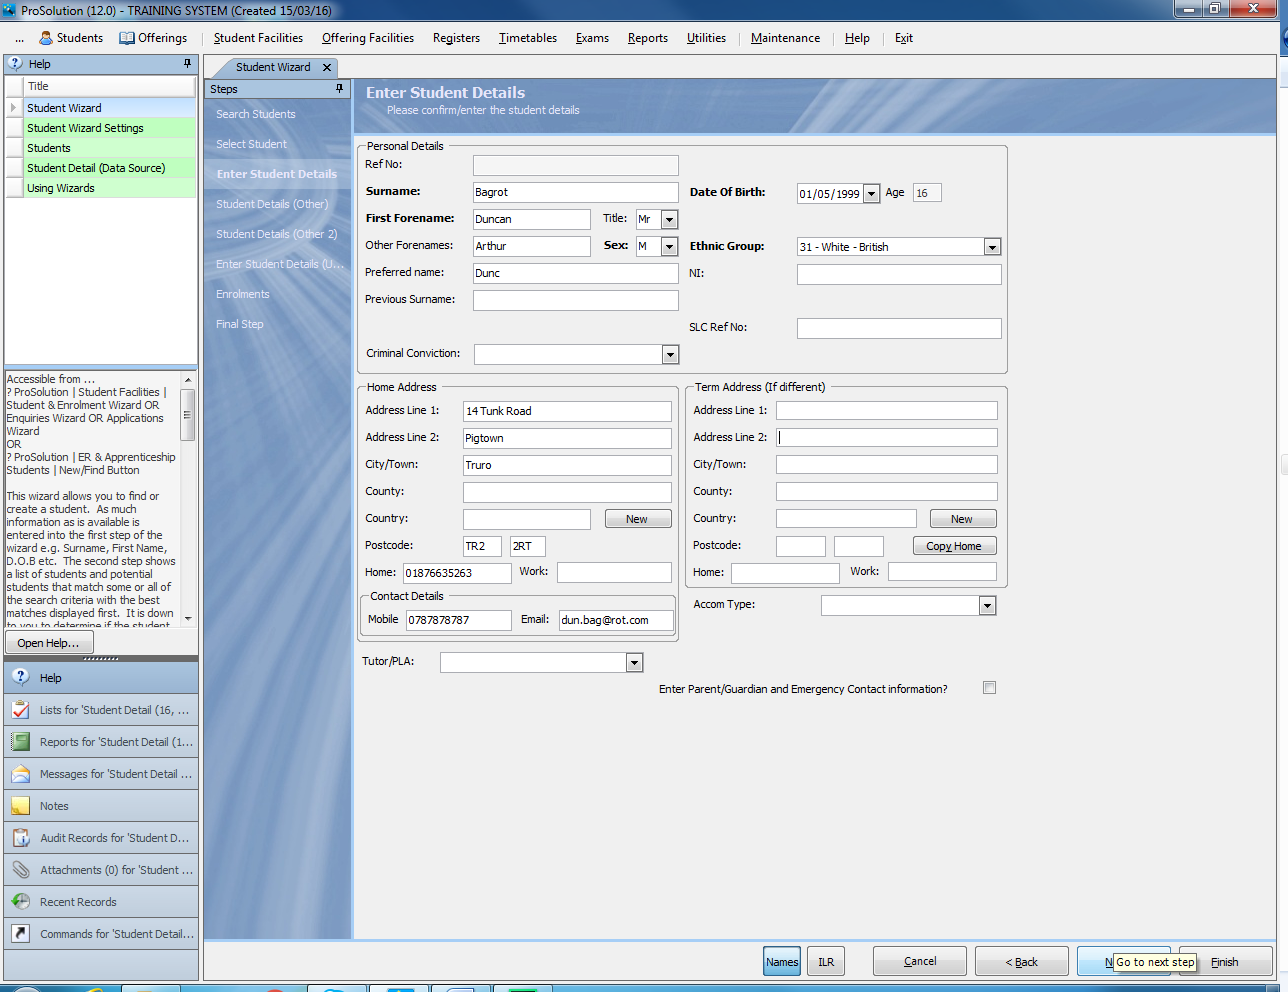 ProSolution (12.0) - TRAINING SYSTEM (Created 15/03/16)
... Students Offerings Student Facilities Offering Facilities Registers Timetables Exams Reports Utilities Maintenance Help Exit
Help
Title
Student Wizard
Student Wizard Settings
Students
Student Detail (Data Source)
Using Wizards
Accessible from ...
? ProSolution | Student Facilities |
Student & Enrolment Wizard OR
Enquiries Wizard OR Applications
Wizard
OR
? ProSolution | ER & Apprenticeship
Students | New/Find Button
This wizard allows you to find or
create a student. As much
information as is available is
entered into the first step of the
wizard e.g. Surname, First Name,
D.O.B etc. The second step shows
a list of students and potential
students that match some or all of
the search criteria with the best
matches displayed first. It is down
to you to determine if the student
Open Help...
Help
Lists for 'Student Detail (16, ...
Reports for 'Student Detail (1...
Messages for 'Student Detail ...
Notes
Audit Records for 'Student D...
Attachments (0) for 'Student ...
Recent Records
Commands for 'Student Detail...
Student Wizard X
Steps
Search Students
Select Student
Enter Student Details
Student Details (Other)
Student Details (Other 2)
Enter Student Details (U...
Enrolments
Final Step
Enter Student Details
Please confirm/enter the student details
Personal Details
Ref No:
Surname: Bagrot Date Of Birth: 01/05/1999 Age 16
First Forename: Duncan Title: Mr
Other Forenames: Arthur Sex: M Ethnic Group: 31 - White - British
Preferred name: Dunc NI:
Previous Surname:
SLC Ref No:
Criminal Conviction:
Home Address
Address Line 1: 14 Tunk Road
Address Line 2: Pigtown
City/Town: Truro
County:
Country: New
Postcode: TR2 2RT
Home: 01876635263 Work:
Contact Details
Mobile 0787878787 Email: dun.bag@rot.com
Term Address (If different)
Address Line 1:
Address Line 2:
City/Town:
County:
Country: New
Postcode: Copy Home
Home: Work:
Accom Type:
Tutor/PLA:
Enter Parent/Guardian and Emergency Contact information?
Names ILR Cancel < Back Go to next step Finish